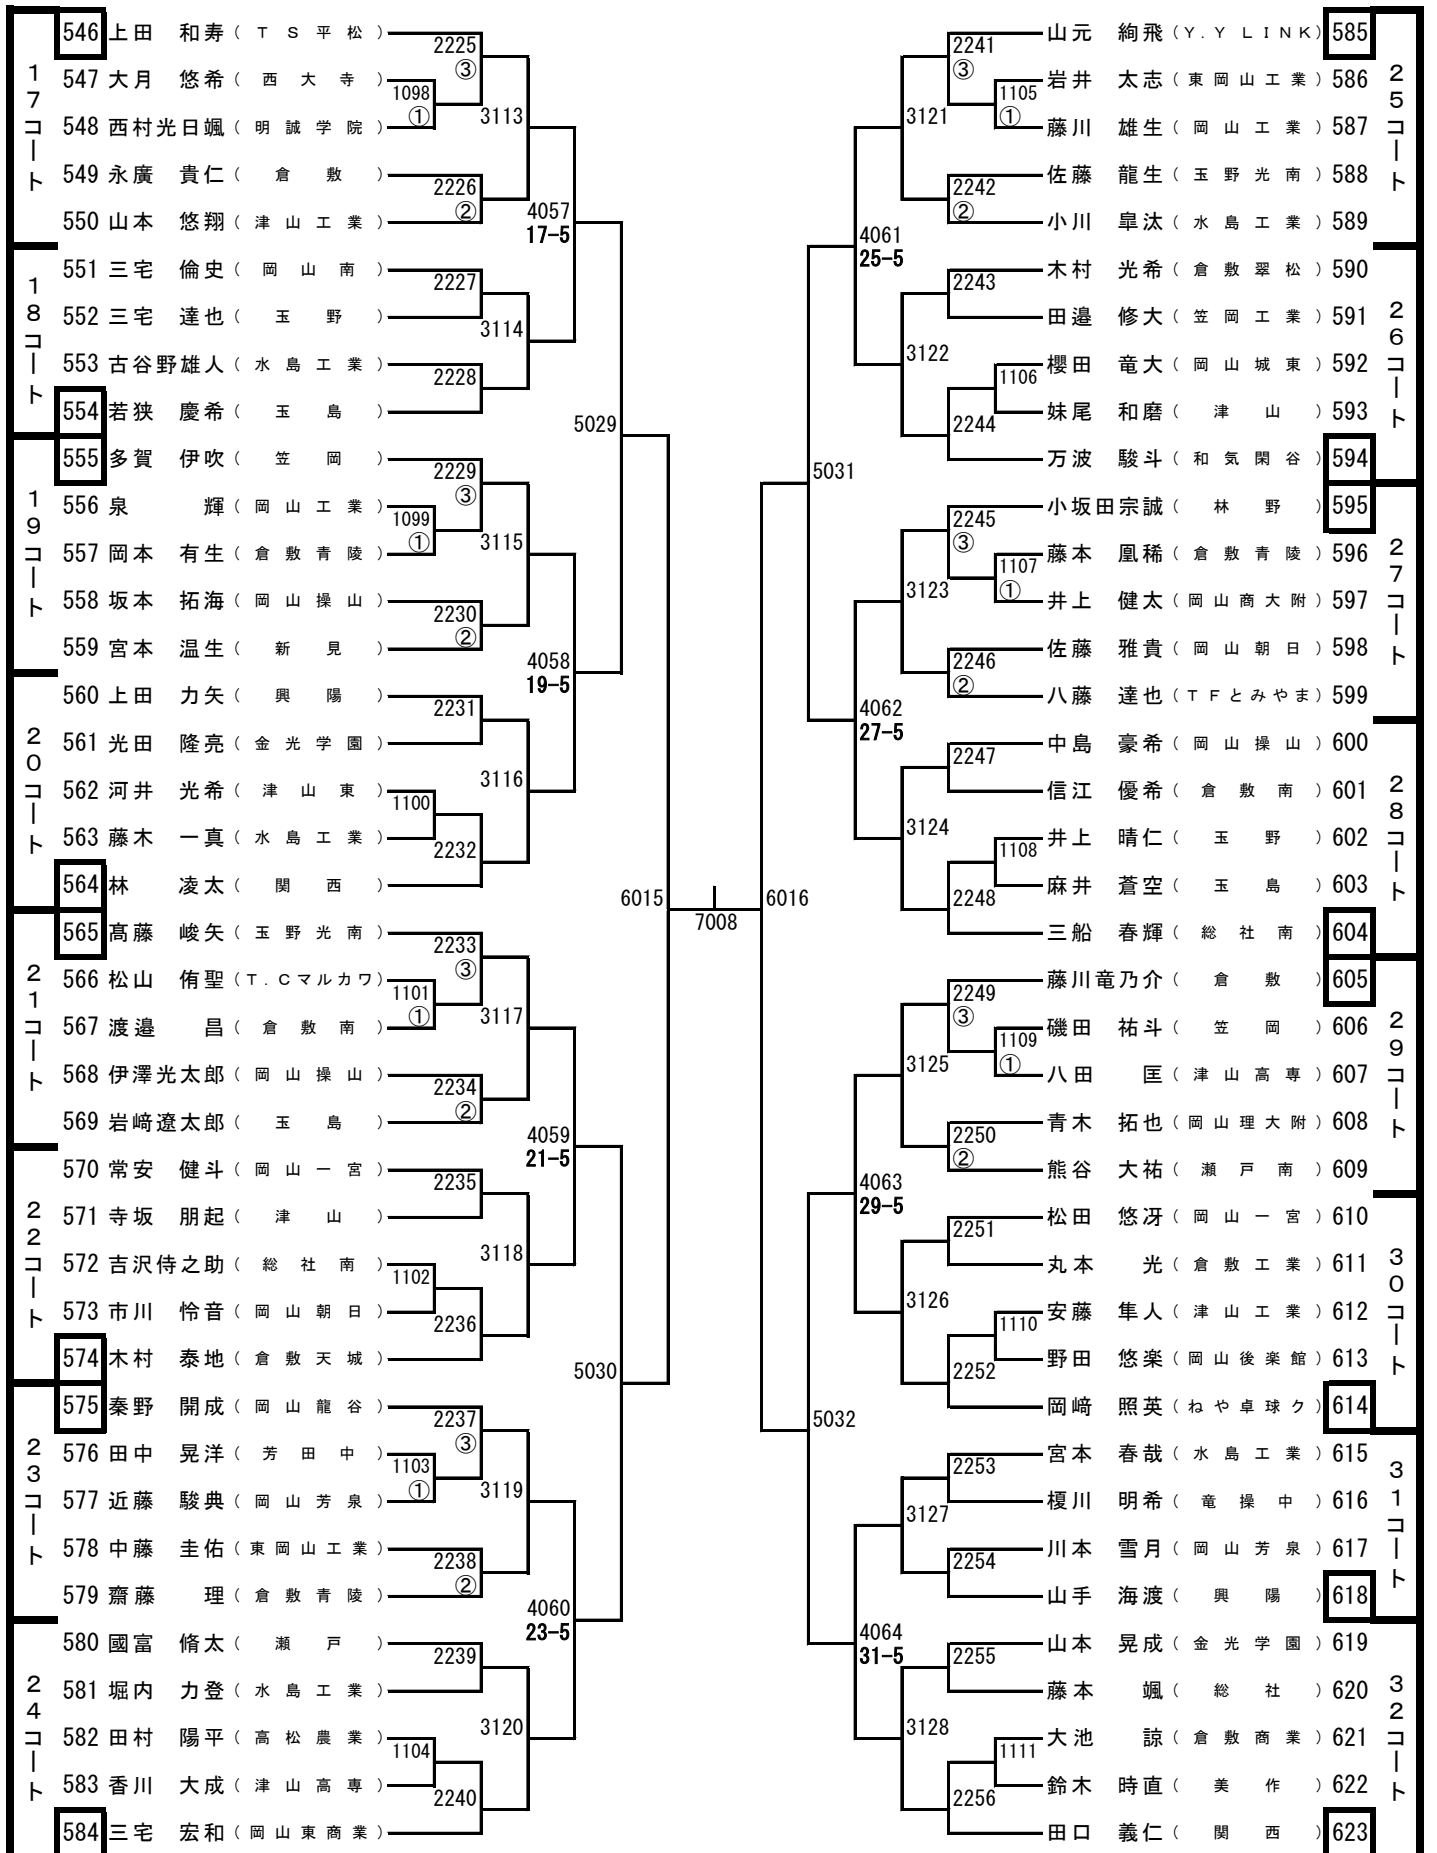 17コート
546 上田 和寿 (TS平松)
547 大月 悠希 (西大寺)
548 西村光日颯 (明誠学院)
549 永廣 貴仁 (倉敷)
550 山本 悠翔 (津山工業)
18コート
551 三宅 倫史 (岡山南)
552 三宅 達也 (玉野)
553 古谷野雄人 (水島工業)
554 若狭 慶希 (玉島)
19コート
555 多賀 伊吹 (笠岡)
556 泉 輝 (岡山工業)
557 岡本 有生 (倉敷青陵)
558 坂本 拓海 (岡山操山)
559 宮本 温生 (新見)
20コート
560 上田 力矢 (興陽)
561 光田 隆亮 (金光学園)
562 河井 光希 (津山東)
563 藤木 一真 (水島工業)
564 林 凌太 (関西)
21コート
565 髙藤 峻矢 (玉野光南)
566 松山 侑聖 (T.Cマルカワ)
567 渡邉 昌 (倉敷南)
568 伊澤光太郎 (岡山操山)
569 岩﨑遼太郎 (玉島)
22コート
570 常安 健斗 (岡山一宮)
571 寺坂 朋起 (津山)
572 吉沢侍之助 (総社南)
573 市川 怜音 (岡山朝日)
574 木村 泰地 (倉敷天城)
23コート
575 秦野 開成 (岡山龍谷)
576 田中 晃洋 (芳田中)
577 近藤 駿典 (岡山芳泉)
578 中藤 圭佑 (東岡山工業)
579 齋藤 理 (倉敷青陵)
24コート
580 國富 脩太 (瀬戸)
581 堀内 力登 (水島工業)
582 田村 陽平 (高松農業)
583 香川 大成 (津山高専)
584 三宅 宏和 (岡山東商業)
1098 ①
1099 ①
1100
1101 ①
1102
1103 ①
1104
2225 ③
2226 ②
2227
2228
2229 ③
2230 ②
2231
2232
2233 ③
2234 ②
2235
2236
2237 ③
2238 ②
2239
2240
3113
3114
3115
3116
3117
3118
3119
3120
4057
17-5
4058
19-5
4059
21-5
4060
23-5
5029
5030
6015
7008
6016
5031
5032
4061
25-5
4062
27-5
4063
29-5
4064
31-5
3121
3122
3123
3124
3125
3126
3127
3128
2241 ③
2242 ②
2243
2244
2245 ③
2246 ②
2247
2248
2249 ③
2250 ②
2251
2252
2253
2254
2255
2256
1105 ①
1106
1107 ①
1108
1109 ①
1110
1111
25コート
山元 絢飛 (Y.Y LINK) 585
岩井 太志 (東岡山工業) 586
藤川 雄生 (岡山工業) 587
佐藤 龍生 (玉野光南) 588
小川 皐汰 (水島工業) 589
26コート
木村 光希 (倉敷翠松) 590
田邉 修大 (笠岡工業) 591
櫻田 竜大 (岡山城東) 592
妹尾 和磨 (津山) 593
万波 駿斗 (和気閑谷) 594
27コート
小坂田宗誠 (林野) 595
藤本 凰稀 (倉敷青陵) 596
井上 健太 (岡山商大附) 597
佐藤 雅貴 (岡山朝日) 598
八藤 達也 (TFとみやま) 599
28コート
中島 豪希 (岡山操山) 600
信江 優希 (倉敷南) 601
井上 晴仁 (玉野) 602
麻井 蒼空 (玉島) 603
三船 春輝 (総社南) 604
29コート
藤川竜乃介 (倉敷) 605
磯田 祐斗 (笠岡) 606
八田 匡 (津山高専) 607
青木 拓也 (岡山理大附) 608
熊谷 大祐 (瀬戸南) 609
30コート
松田 悠冴 (岡山一宮) 610
丸本 光 (倉敷工業) 611
安藤 隼人 (津山工業) 612
野田 悠楽 (岡山後楽館) 613
岡﨑 照英 (ねや卓球ク) 614
31コート
宮本 春哉 (水島工業) 615
榎川 明希 (竜操中) 616
川本 雪月 (岡山芳泉) 617
山手 海渡 (興陽) 618
32コート
山本 晃成 (金光学園) 619
藤本 颯 (総社) 620
大池 諒 (倉敷商業) 621
鈴木 時直 (美作) 622
田口 義仁 (関西) 623